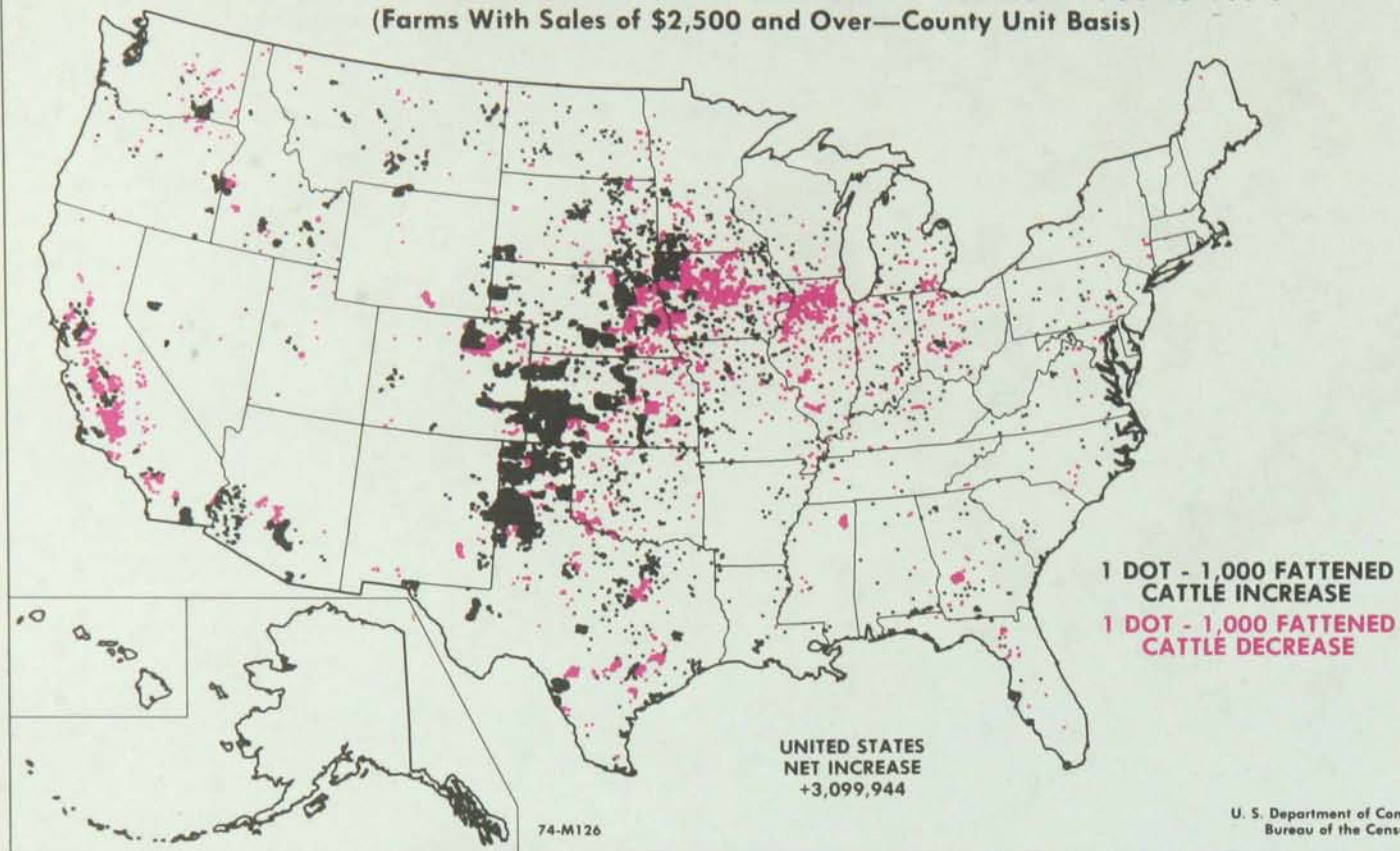 (Farms With Sales of $2,500 and Over—County Unit Basis)
1 DOT - 1,000 FATTENED
CATTLE INCREASE
1 DOT - 1,000 FATTENED
CATTLE DECREASE
UNITED STATES
NET INCREASE
+3,099,944
74-M126
U. S. Department of Com
Bureau of the Cens